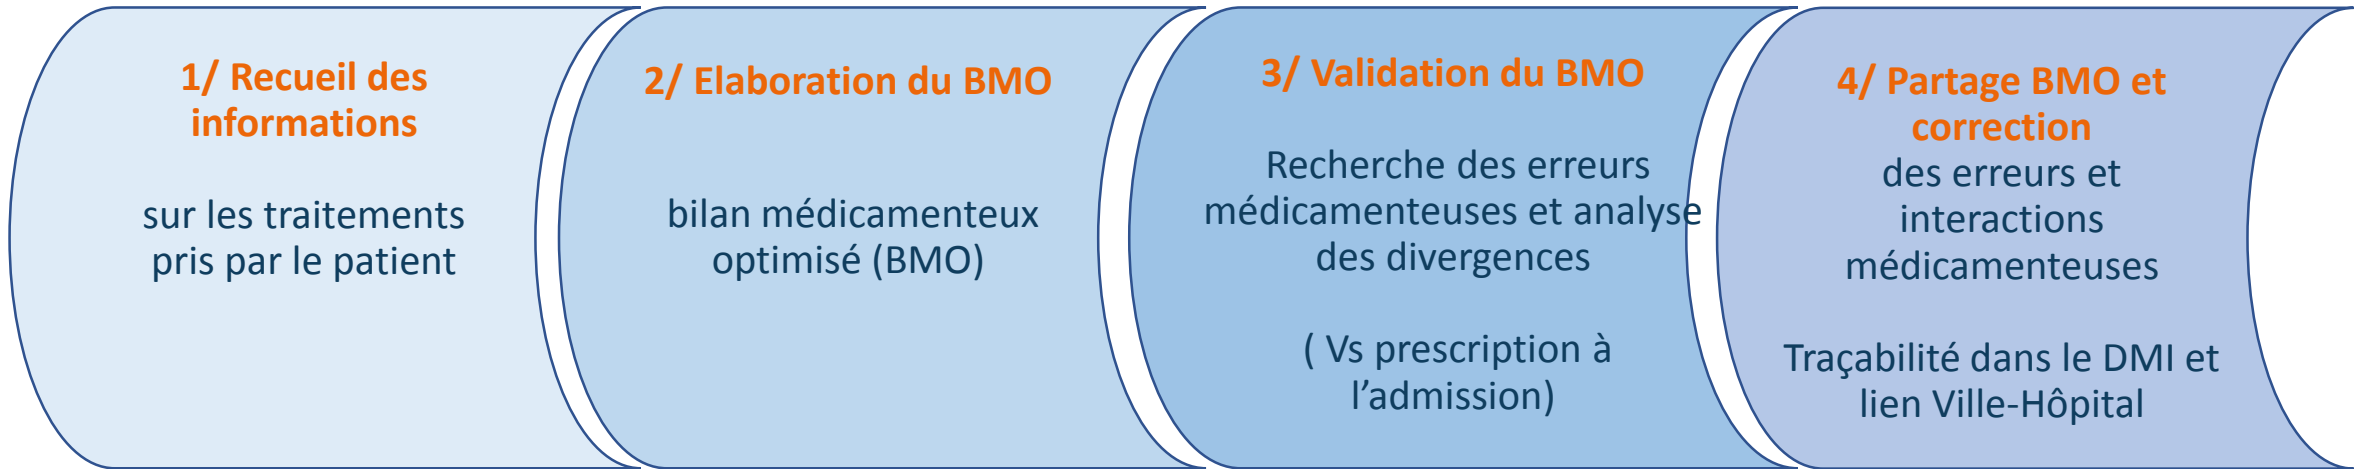 1/ Recueil des
informations
sur les traitements
pris par le patient
2/ Elaboration du BMO
bilan médicamenteux
optimisé (BMO)
3/ Validation du BMO
Recherche des erreurs
médicamenteuses et analyse
des divergences
( Vs prescription à
l’admission)
4/ Partage BMO et
correction
des erreurs et
interactions
médicamenteuses
Traçabilité dans le DMI et
lien Ville-Hôpital